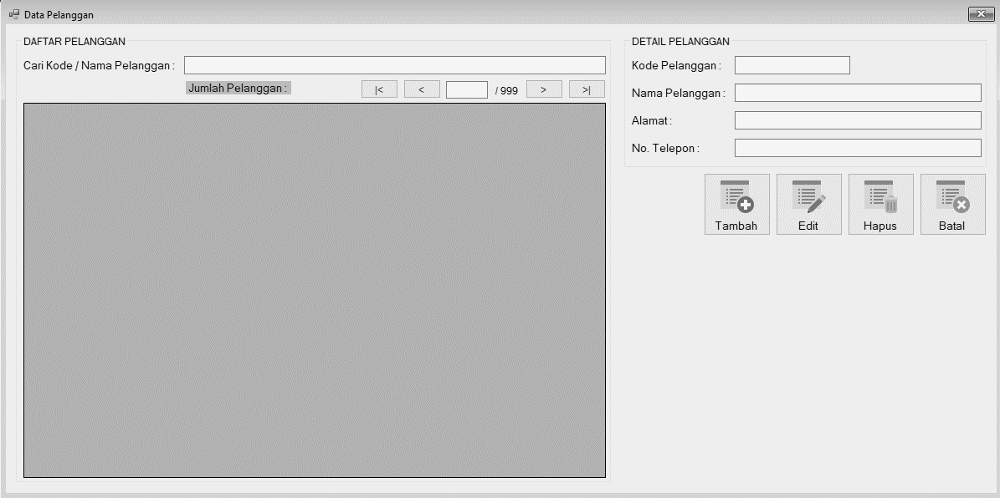 Data Pelanggan
DAFTAR PELANGGAN
Cari Kode / Nama Pelanggan :
Jumlah Pelanggan :
|< < / 999 > >|
DETAIL PELANGGAN
Kode Pelanggan :
Nama Pelanggan :
Alamat :
No. Telepon :
Tambah Edit Hapus Batal